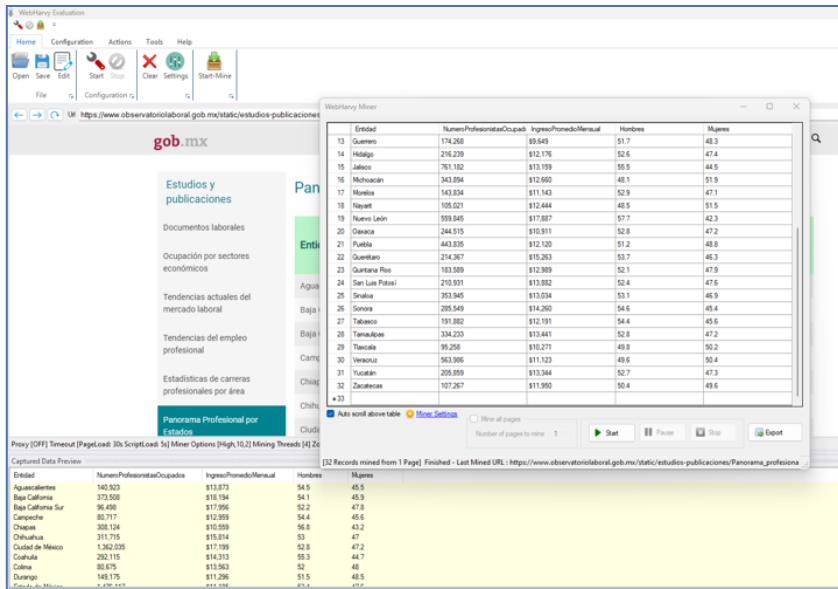 WebHarvy Evaluation
Home Configuration Actions Tools Help
Open Save Edit Start Stop Clear Settings Start-Mine
File Configuration
https://www.observatoriolaboral.gob.mx/static/estudios-publicaciones
gob.mx
Estudios y
publicaciones
Documentos laborales
Ocupación por sectores
económicos
Tendencias actuales del
mercado laboral
Tendencias del empleo
profesional
Estadísticas de carreras
profesionales por área
Panorama Profesional por
Estados
Pan
Enti
Agua
Baja
Baja
Camp
Chiap
Chihu
Ciuda
WebHarvy Miner
Entidad NumeroProfesionistasOcupad IngresoPromedioMensual Hombres Mujeres
13 Guerrero 174,268 $9,649 51.7 48.3
14 Hidalgo 216,239 $12,176 52.6 47.4
15 Jalisco 761,182 $13,159 55.5 44.5
16 Michoacán 343,894 $12,660 48.1 51.9
17 Morelos 143,834 $11,143 52.9 47.1
18 Nayarit 105,021 $12,444 48.5 51.5
19 Nuevo León 559,845 $17,887 57.7 42.3
20 Oaxaca 244,515 $10,911 52.8 47.2
21 Puebla 443,835 $12,120 51.2 48.8
22 Querétaro 214,367 $15,263 53.7 46.3
23 Quintana Roo 183,589 $12,989 52.1 47.9
24 San Luis Potosí 210,931 $13,882 52.4 47.6
25 Sinaloa 353,945 $13,034 53.1 46.9
26 Sonora 285,549 $14,260 54.6 45.4
27 Tabasco 191,882 $12,191 54.4 45.6
28 Tamaulipas 334,233 $13,441 52.8 47.2
29 Tlaxcala 95,258 $10,271 49.8 50.2
30 Veracruz 563,986 $11,123 49.6 50.4
31 Yucatán 205,859 $13,344 52.7 47.3
32 Zacatecas 107,267 $11,950 50.4 49.6
33
Auto scroll above table Miner Settings Mine all pages
Number of pages to mine 1 Start Pause Stop Export
[32 Records mined from 1 Page] Finished - Last Mined URL : https://www.observatoriolaboral.gob.mx/static/estudios-publicaciones/Panorama_profesiona
Proxy [OFF] Timeout [PageLoad: 30s ScriptLoad: 5s] Miner Options [High,10,2] Mining Threads [4] Zo
Captured Data Preview
Entidad NumeroProfesionistasOcupados IngresoPromedioMensual Hombres Mujeres
Aguascalientes 140,923 $13,873 54.5 45.5
Baja California 373,508 $18,194 54.1 45.9
Baja California Sur 96,498 $17,956 52.2 47.8
Campeche 80,717 $12,959 54.4 45.6
Chiapas 308,124 $10,559 56.8 43.2
Chihuahua 311,715 $15,814 53 47
Ciudad de México 1,362,035 $17,199 52.8 47.2
Coahuila 292,115 $14,313 55.3 44.7
Colima 80,675 $13,563 52 48
Durango 149,175 $11,296 51.5 48.5